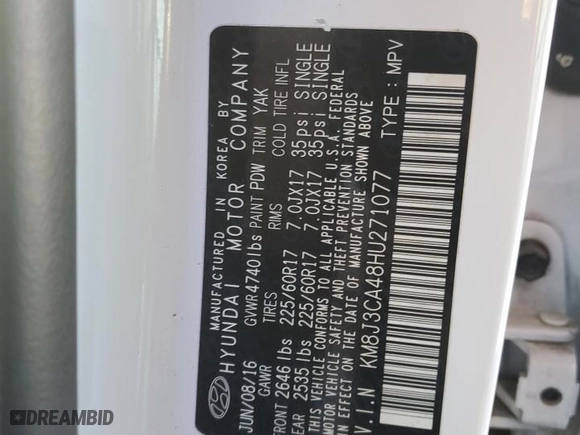 MANUFACTURED IN KOREA BY
HYUNDAI MOTOR COMPANY
JUN/08/16 GVWR 4740 lbs PAINT PDW TRIM YAK
GAWR TIRES RIMS COLD TIRE INFL
FRONT 2646 lbs 225/60R17 7.0JX17 35psi SINGLE
REAR 2535 lbs 225/60R17 7.0JX17 35psi SINGLE
THIS VEHICLE CONFORMS TO ALL APPLICABLE U.S.A. FEDERAL
MOTOR VEHICLE SAFETY AND THEFT PREVENTION STANDARDS
IN EFFECT ON THE DATE OF MANUFACTURE SHOWN ABOVE.
V.I.N KM8J3CA48HU271077 TYPE : MPV
DREAMBID